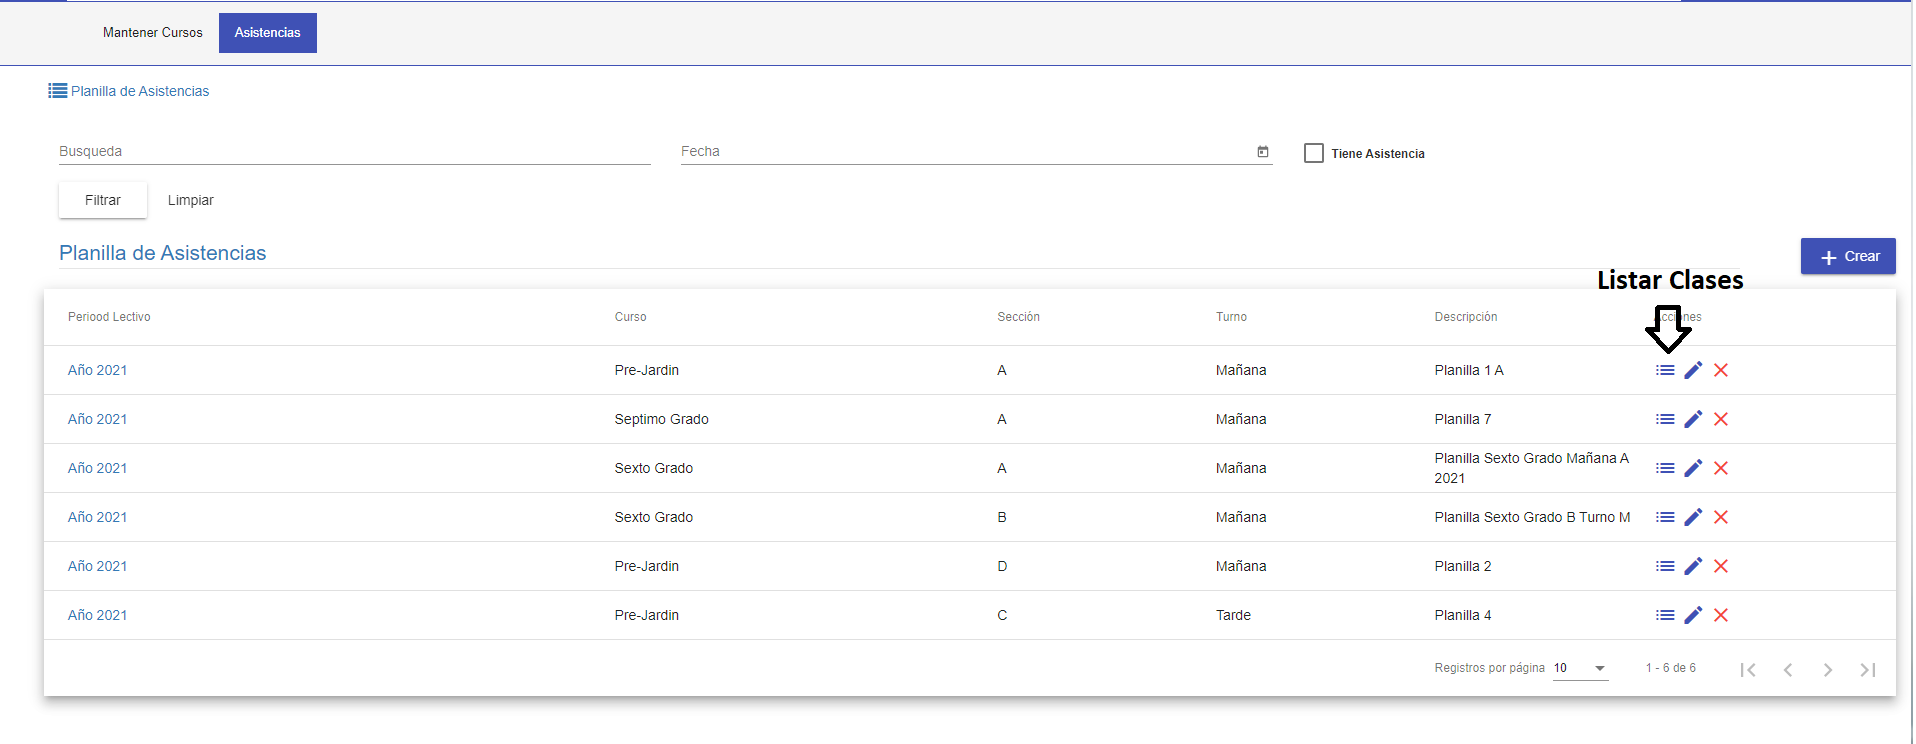 Mantener Cursos Asistencias
Planilla de Asistencias
Busqueda Fecha Tiene Asistencia
Filtrar Limpiar
Planilla de Asistencias
+ Crear
Listar Clases
Periood Lectivo Curso Sección Turno Descripción Acciones
Año 2021 Pre-Jardin A Mañana Planilla 1 A
Año 2021 Septimo Grado A Mañana Planilla 7
Año 2021 Sexto Grado A Mañana Planilla Sexto Grado Mañana A
2021
Año 2021 Sexto Grado B Mañana Planilla Sexto Grado B Turno M
Año 2021 Pre-Jardin D Mañana Planilla 2
Año 2021 Pre-Jardin C Tarde Planilla 4
Registros por página 10 1 - 6 de 6